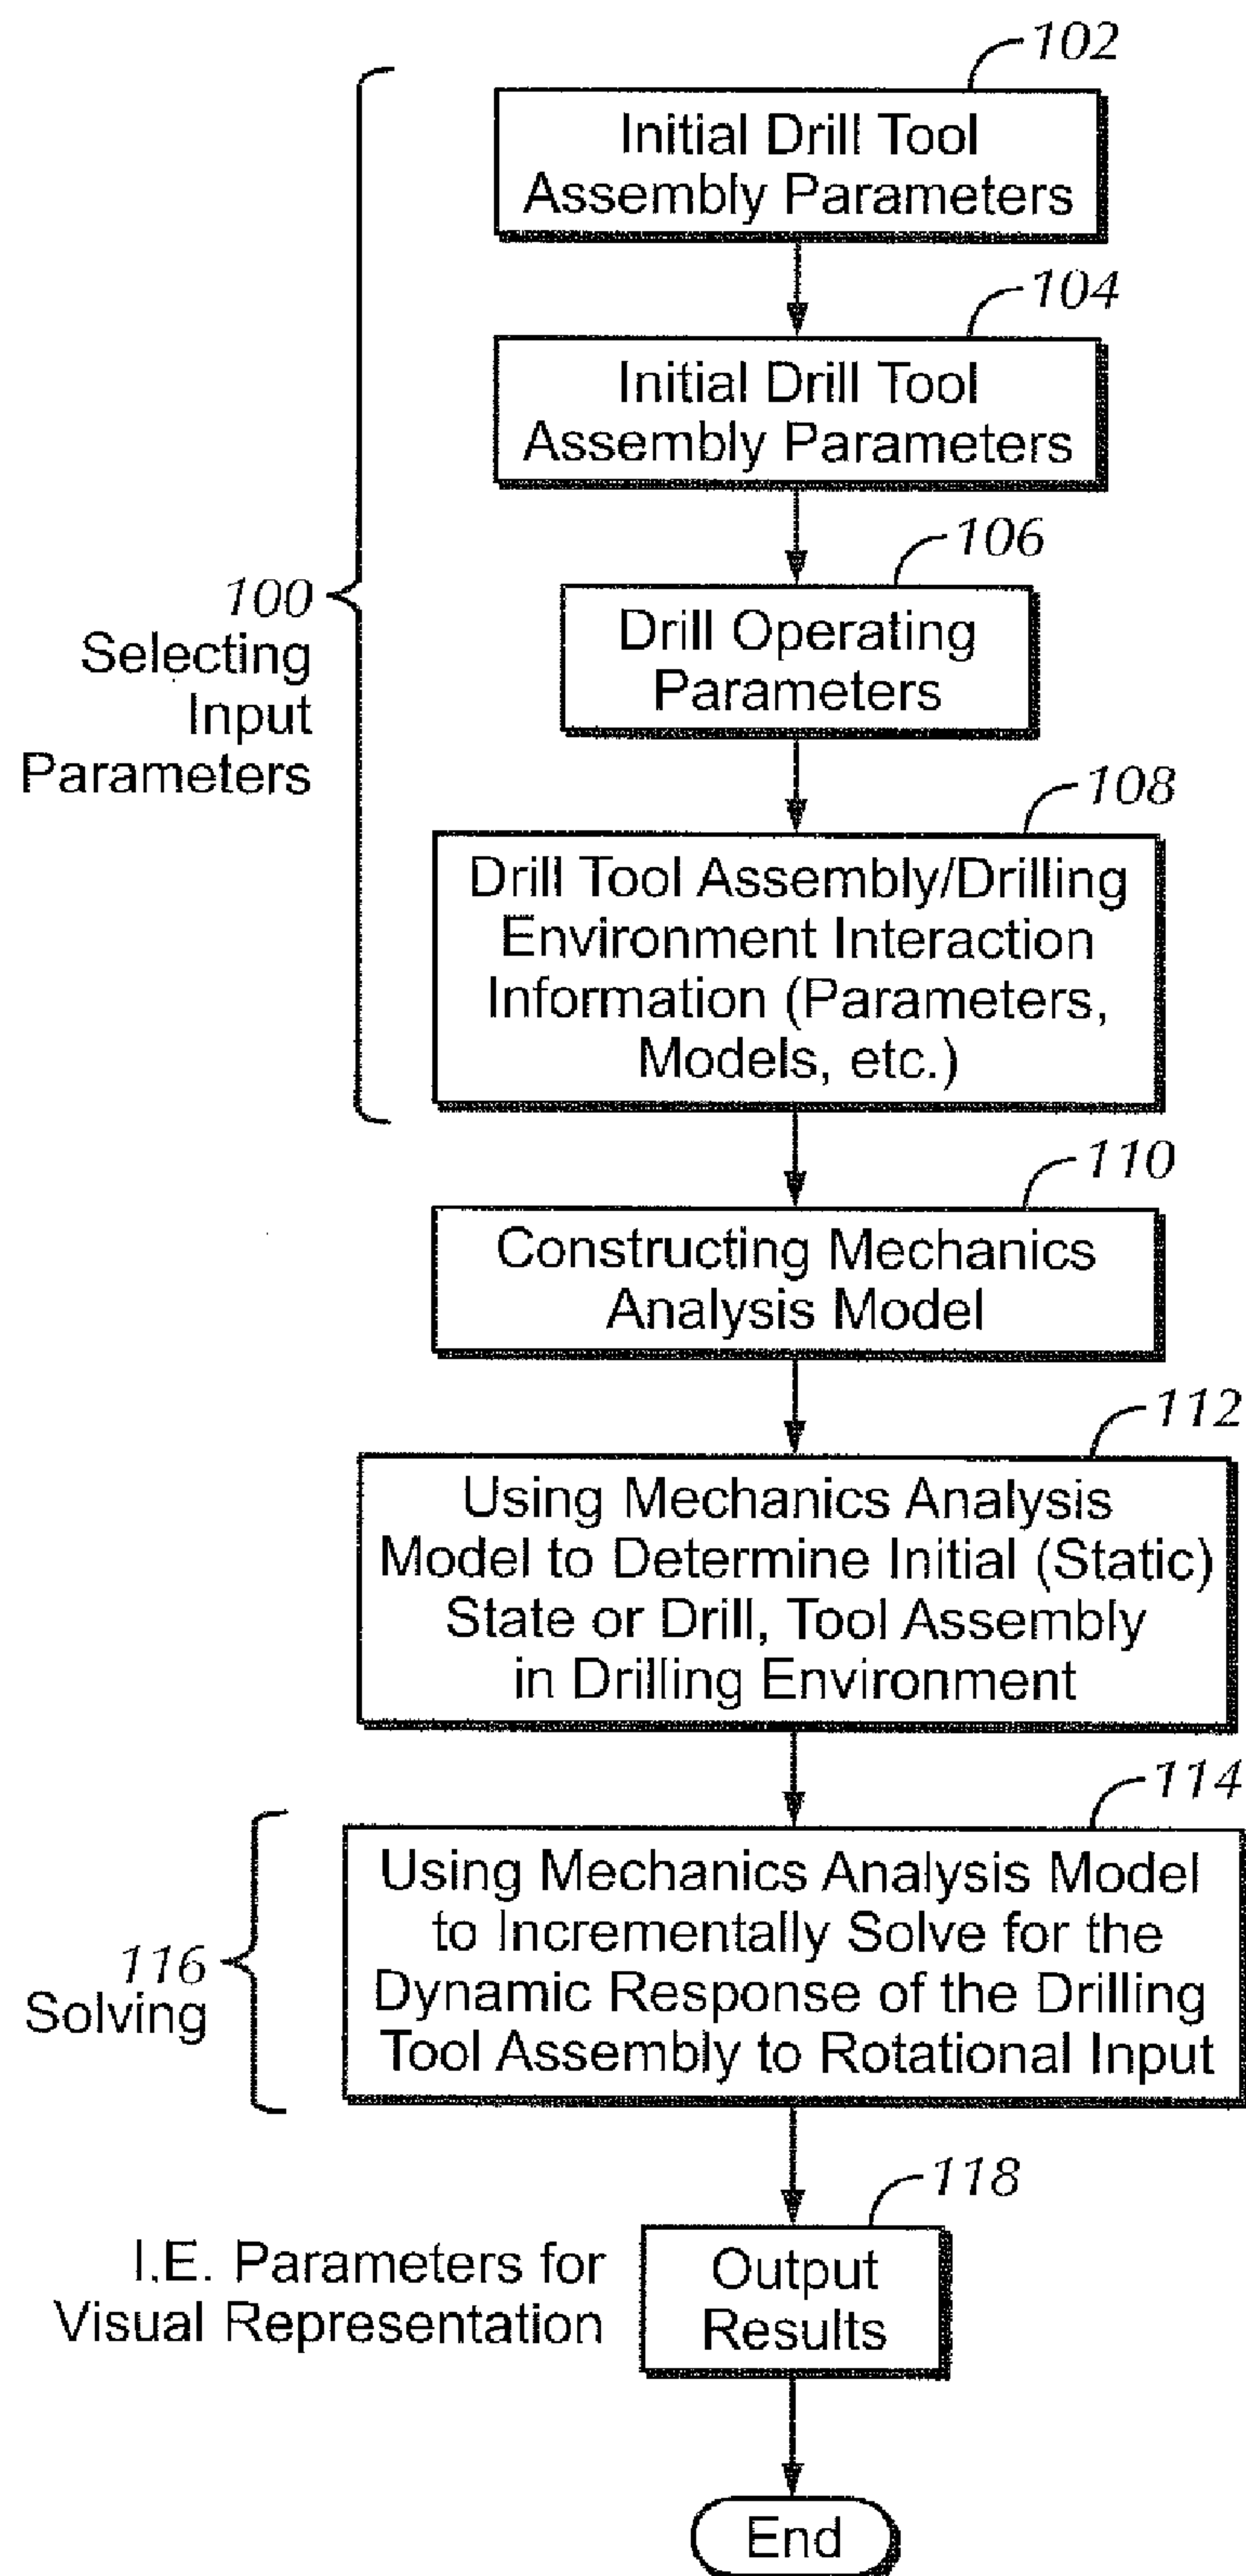 102
Initial Drill Tool
Assembly Parameters
104
Initial Drill Tool
Assembly Parameters
106
Drill Operating
Parameters
100
Selecting
Input
Parameters
108
Drill Tool Assembly/Drilling
Environment Interaction
Information (Parameters,
Models, etc.)
110
Constructing Mechanics
Analysis Model
112
Using Mechanics Analysis
Model to Determine Initial (Static)
State or Drill, Tool Assembly
in Drilling Environment
114
Using Mechanics Analysis Model
to Incrementally Solve for the
Dynamic Response of the Drilling
Tool Assembly to Rotational Input
116
Solving
118
I.E. Parameters for
Visual Representation
Output
Results
End